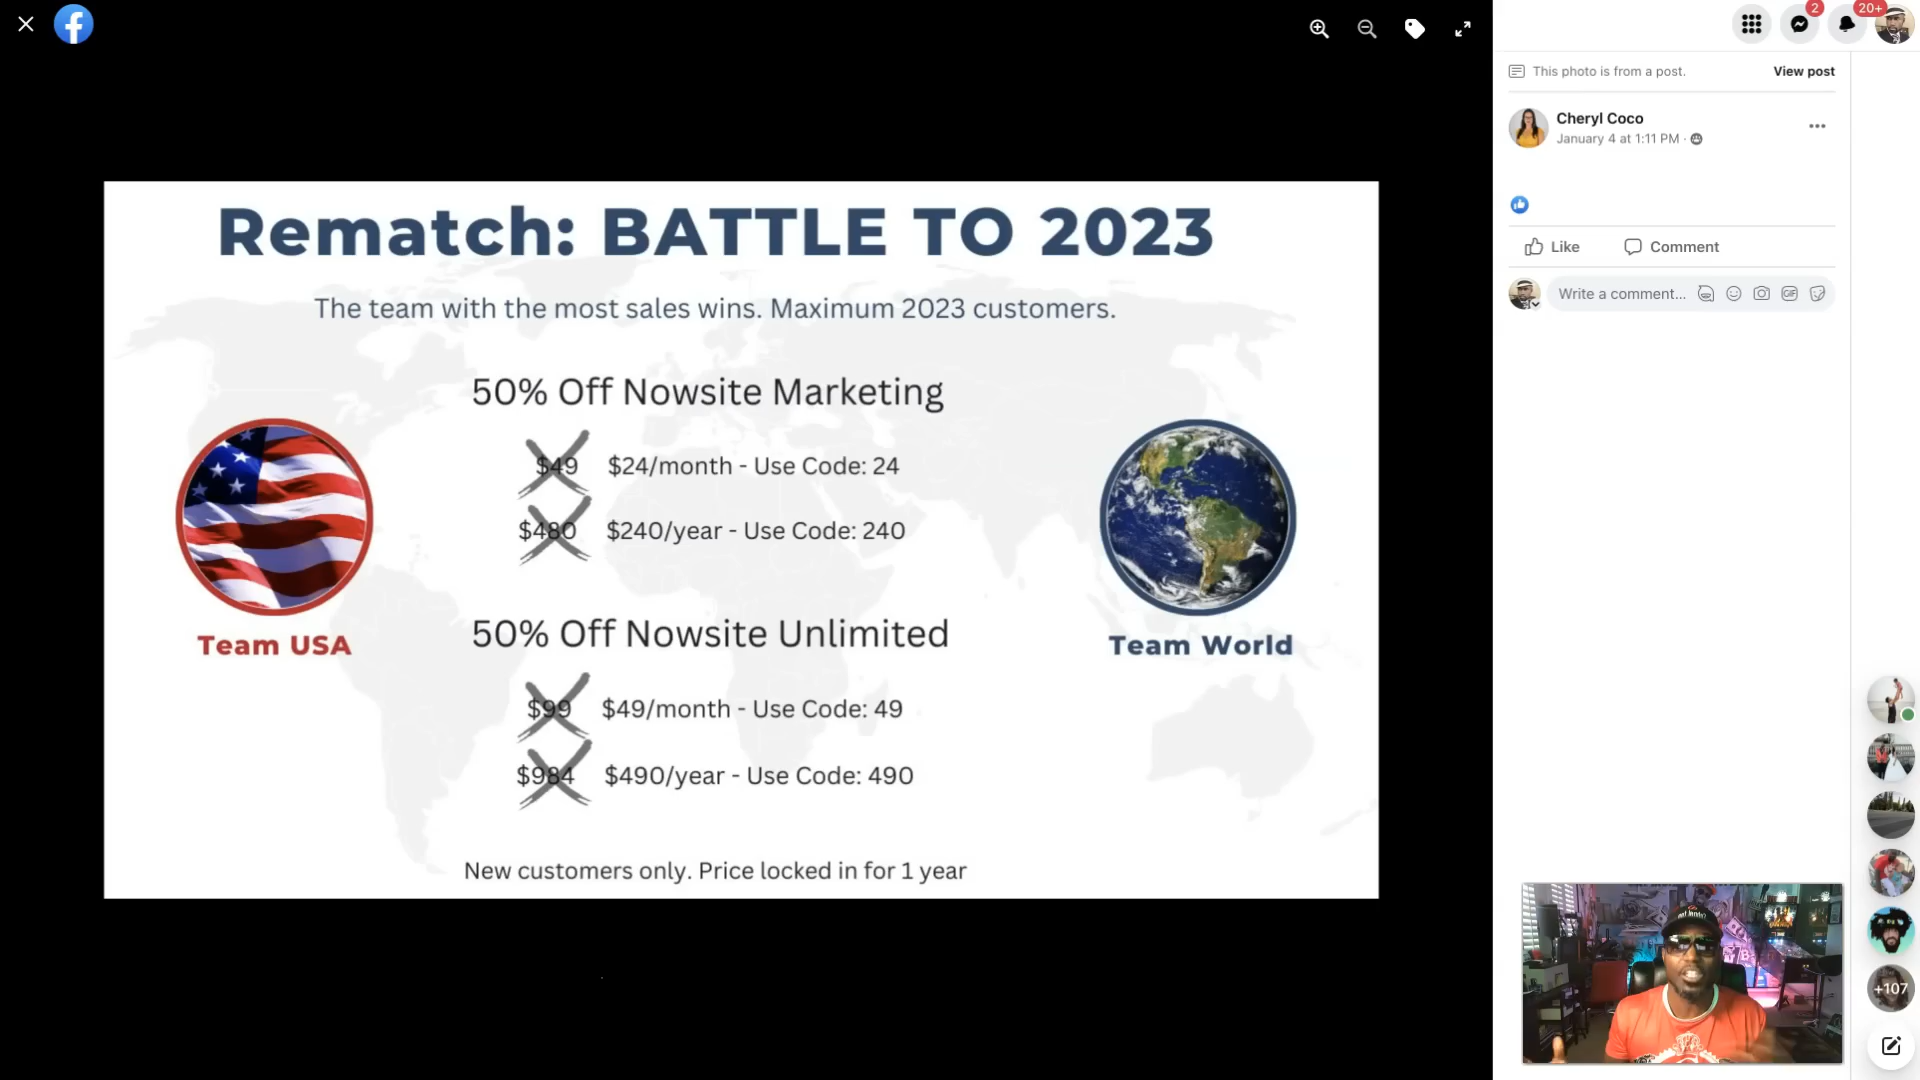 2
20+
This photo is from a post.
View post
Cheryl Coco
January 4 at 1:11 PM ·
Rematch: BATTLE TO 2023
The team with the most sales wins. Maximum 2023 customers.
50% Off Nowsite Marketing
$49 $24/month - Use Code: 24
$480 $240/year - Use Code: 240
Team USA
Team World
50% Off Nowsite Unlimited
$99 $49/month - Use Code: 49
$984 $490/year - Use Code: 490
New customers only. Price locked in for 1 year
Like
Comment
Write a comment...
GIF
+107